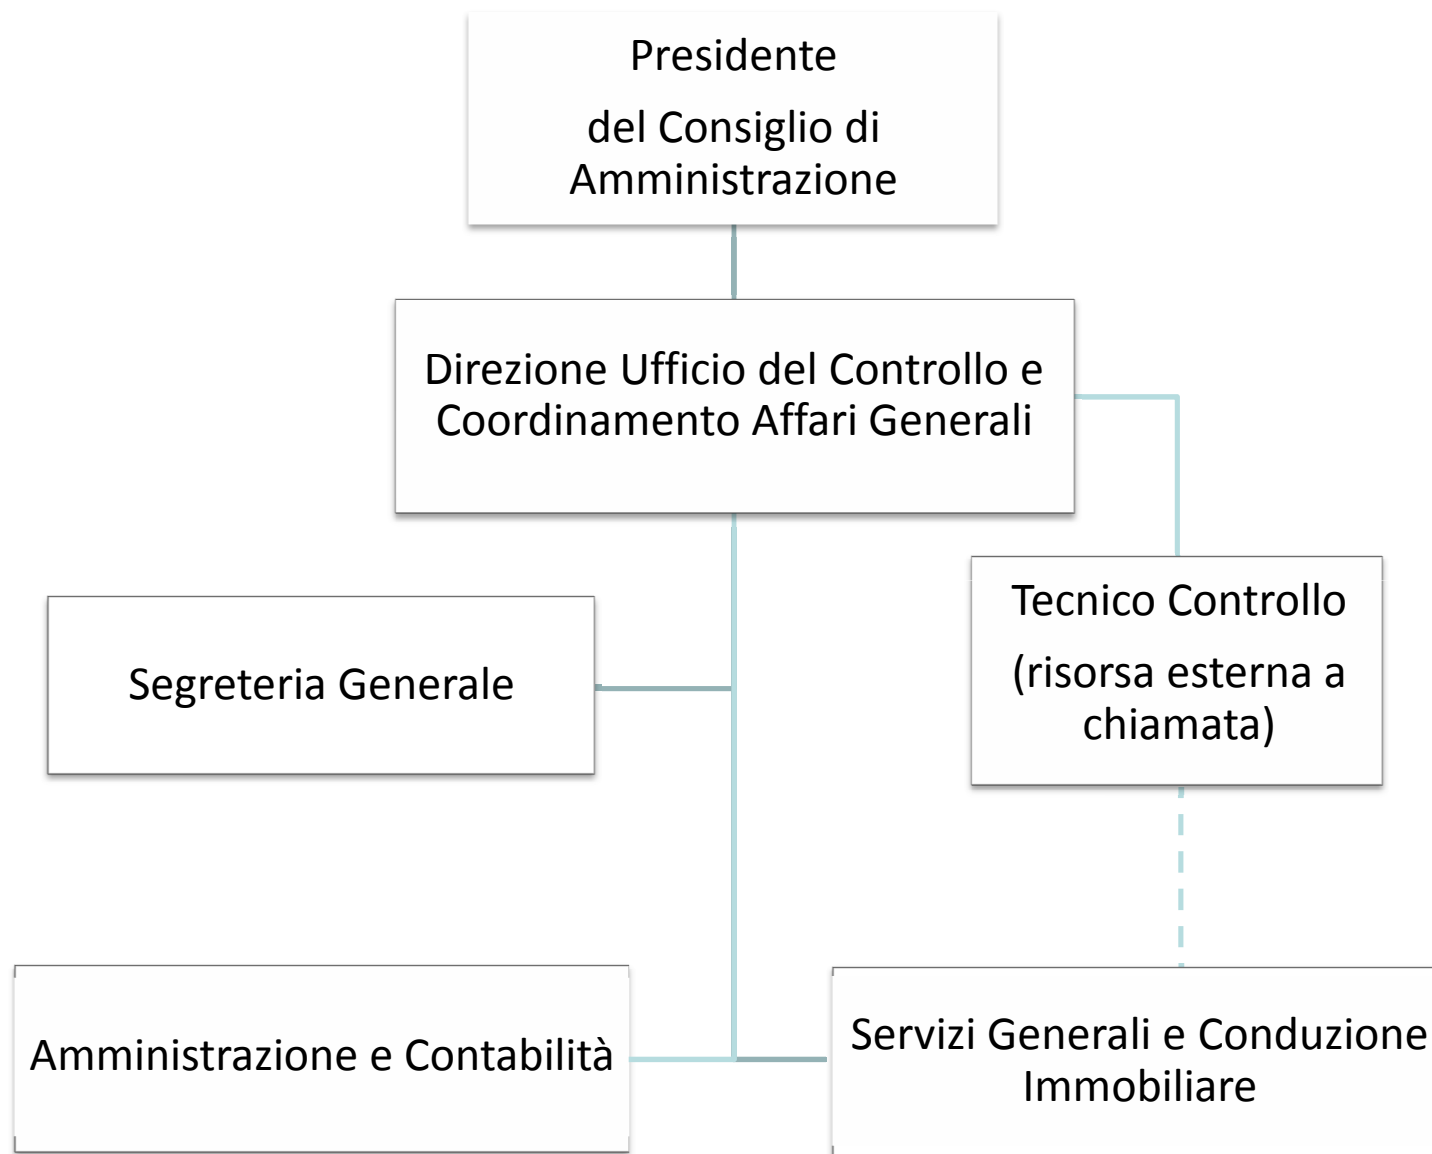 Presidente
del Consiglio di
Amministrazione
Direzione Ufficio del Controllo e
Coordinamento Affari Generali
Tecnico Controllo
(risorsa esterna a
chiamata)
Segreteria Generale
Amministrazione e Contabilità
Servizi Generali e Conduzione
Immobiliare